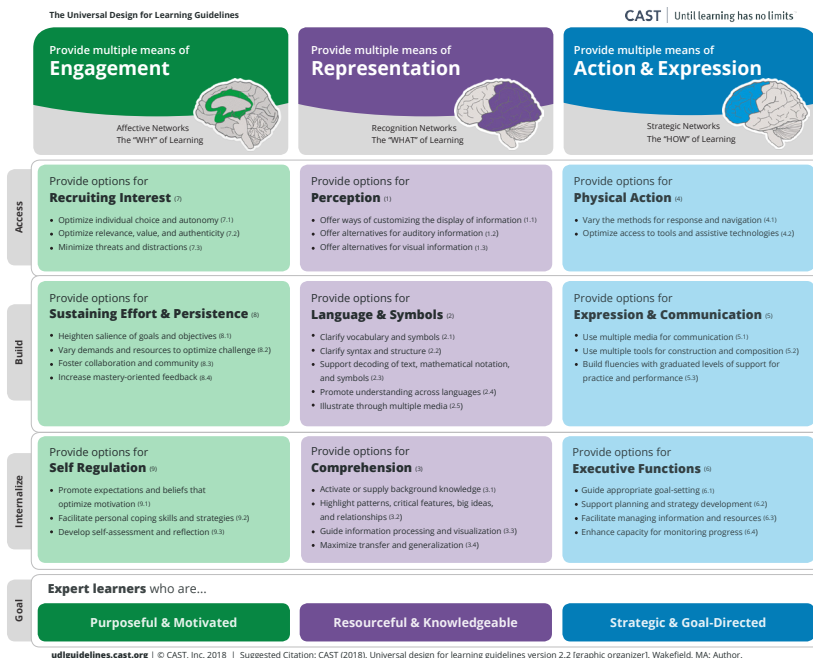 The Universal Design for Learning Guidelines
CAST | Until learning has no limits
Provide multiple means of
Engagement
Affective Networks
The “WHY” of Learning
Provide multiple means of
Representation
Recognition Networks
The “WHAT” of Learning
Provide multiple means of
Action & Expression
Strategic Networks
The “HOW” of Learning
Access
Provide options for
Recruiting Interest (7)
• Optimize individual choice and autonomy (7.1)
• Optimize relevance, value, and authenticity (7.2)
• Minimize threats and distractions (7.3)
Provide options for
Perception (1)
• Offer ways of customizing the display of information (1.1)
• Offer alternatives for auditory information (1.2)
• Offer alternatives for visual information (1.3)
Provide options for
Physical Action (4)
• Vary the methods for response and navigation (4.1)
• Optimize access to tools and assistive technologies (4.2)
Build
Provide options for
Sustaining Effort & Persistence (8)
• Heighten salience of goals and objectives (8.1)
• Vary demands and resources to optimize challenge (8.2)
• Foster collaboration and community (8.3)
• Increase mastery-oriented feedback (8.4)
Provide options for
Language & Symbols (2)
• Clarify vocabulary and symbols (2.1)
• Clarify syntax and structure (2.2)
• Support decoding of text, mathematical notation,
and symbols (2.3)
• Promote understanding across languages (2.4)
• Illustrate through multiple media (2.5)
Provide options for
Expression & Communication (5)
• Use multiple media for communication (5.1)
• Use multiple tools for construction and composition (5.2)
• Build fluencies with graduated levels of support for
practice and performance (5.3)
Internalize
Provide options for
Self Regulation (9)
• Promote expectations and beliefs that
optimize motivation (9.1)
• Facilitate personal coping skills and strategies (9.2)
• Develop self-assessment and reflection (9.3)
Provide options for
Comprehension (3)
• Activate or supply background knowledge (3.1)
• Highlight patterns, critical features, big ideas,
and relationships (3.2)
• Guide information processing and visualization (3.3)
• Maximize transfer and generalization (3.4)
Provide options for
Executive Functions (6)
• Guide appropriate goal-setting (6.1)
• Support planning and strategy development (6.2)
• Facilitate managing information and resources (6.3)
• Enhance capacity for monitoring progress (6.4)
Goal
Expert learners who are...
Purposeful & Motivated
Resourceful & Knowledgeable
Strategic & Goal-Directed
udlguidelines.cast.org | © CAST, Inc. 2018 | Suggested Citation: CAST (2018). Universal design for learning guidelines version 2.2 [graphic organizer]. Wakefield, MA: Author.